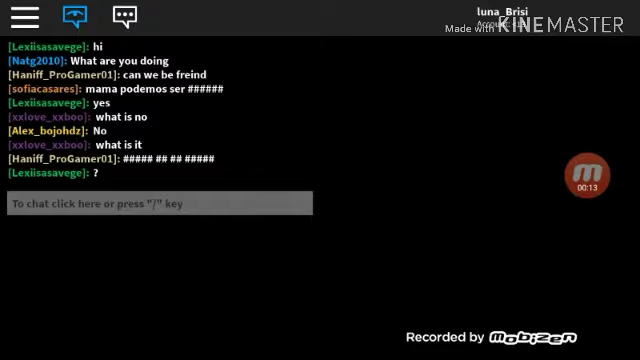 luna_Brisi
Made with KINEMASTER
[Lexiisasavege]: hi
[Natg2010]: What are you doing
[Haniff_ProGamer01]: can we be freind
[sofiacasares]: mama podemos ser ######
[Lexiisasavege]: yes
[xxlove_xxboo]: what is no
[Alex_bojohdz]: No
[xxlove_xxboo]: what is it
[Haniff_ProGamer01]: ##### ## ## #####
[Lexiisasavege]: ?
To chat click here or press "/" key
00:13
Recorded by Mobizen